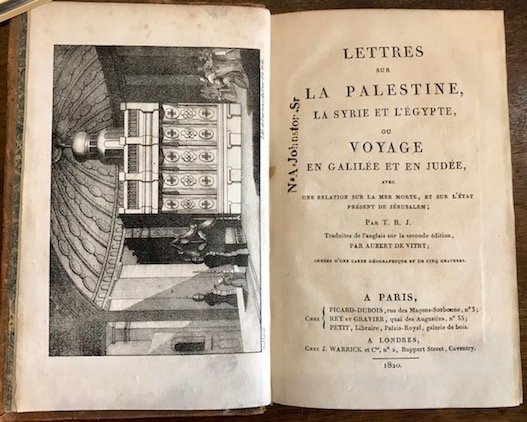 LETTRES
SUR
LA PALESTINE,
LA SYRIE ET L'ÉGYPTE,
OU
VOYAGE
EN GALILÉE ET EN JUDÉE,
AVEC
UNE RELATION SUR LA MER MORTE, ET SUR L'ÉTAT
PRÉSENT DE JÉRUSALEM;
PAR T. R. J.
Traduites de l'anglais sur la seconde édition,
PAR AUBERT DE VITRY;
ORNÉES D'UNE CARTE GÉOGRAPHIQUE ET DE CINQ GRAVURES.
A PARIS,
CHEZ
PICARD-DUBOIS, rue des Maçons-Sorbonne, n° 3;
REY ET GRAVIER, quai des Augustins, n° 55;
PETIT, Libraire, Palais-Royal, galerie de bois.
A LONDRES,
CHEZ J. WARRICK et Cie, n° 2, Ruppert Street, Coventry.
1820.
N. A. Johnston. Sr